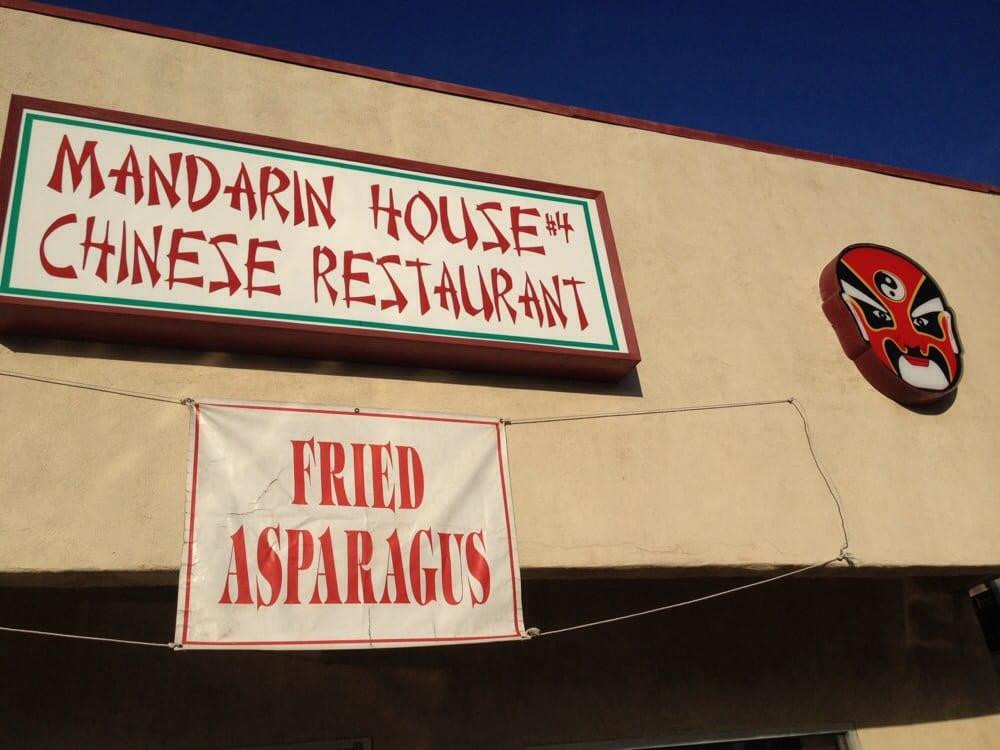 MANDARIN HOUSE #4
CHINESE RESTAURANT
FRIED
ASPARAGUS